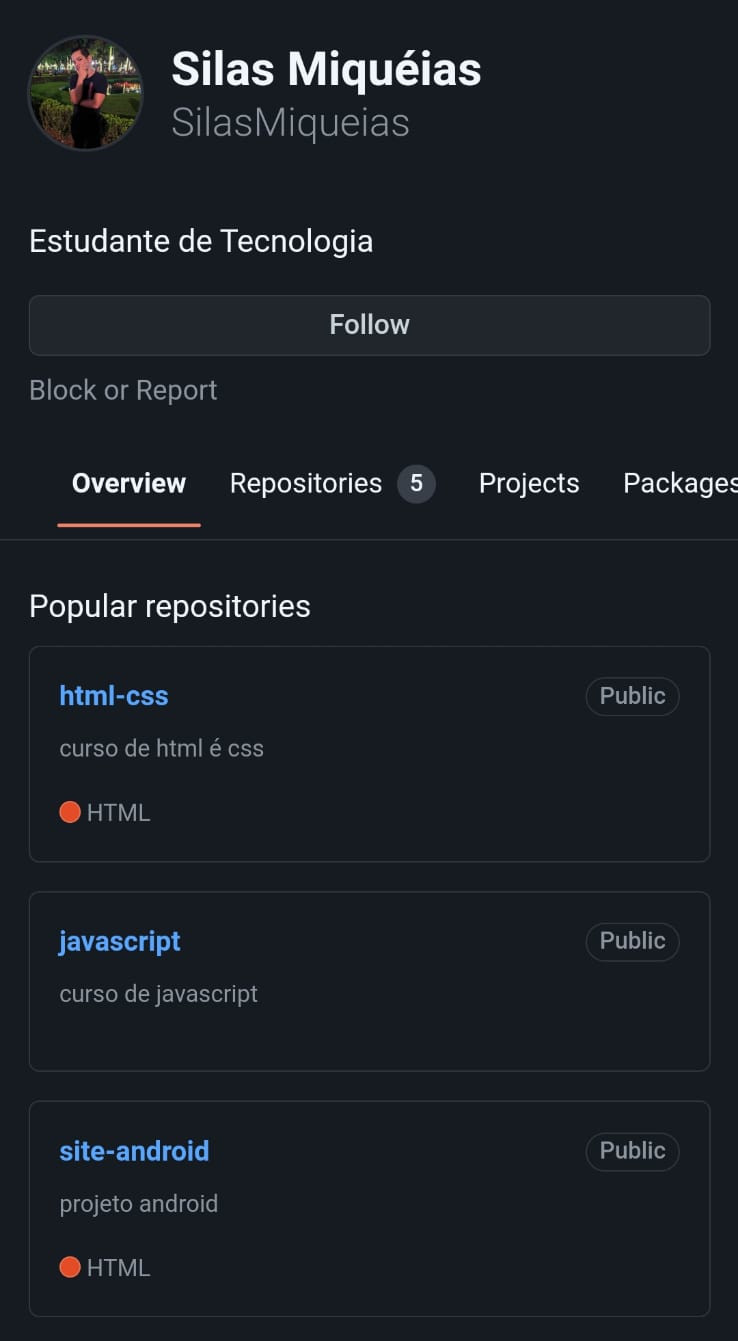 Silas Miquéias
SilasMiqueias
Estudante de Tecnologia
Follow
Block or Report
Overview Repositories 5 Projects Packages
Popular repositories
html-css Public
curso de html é css
HTML
javascript Public
curso de javascript
site-android Public
projeto android
HTML